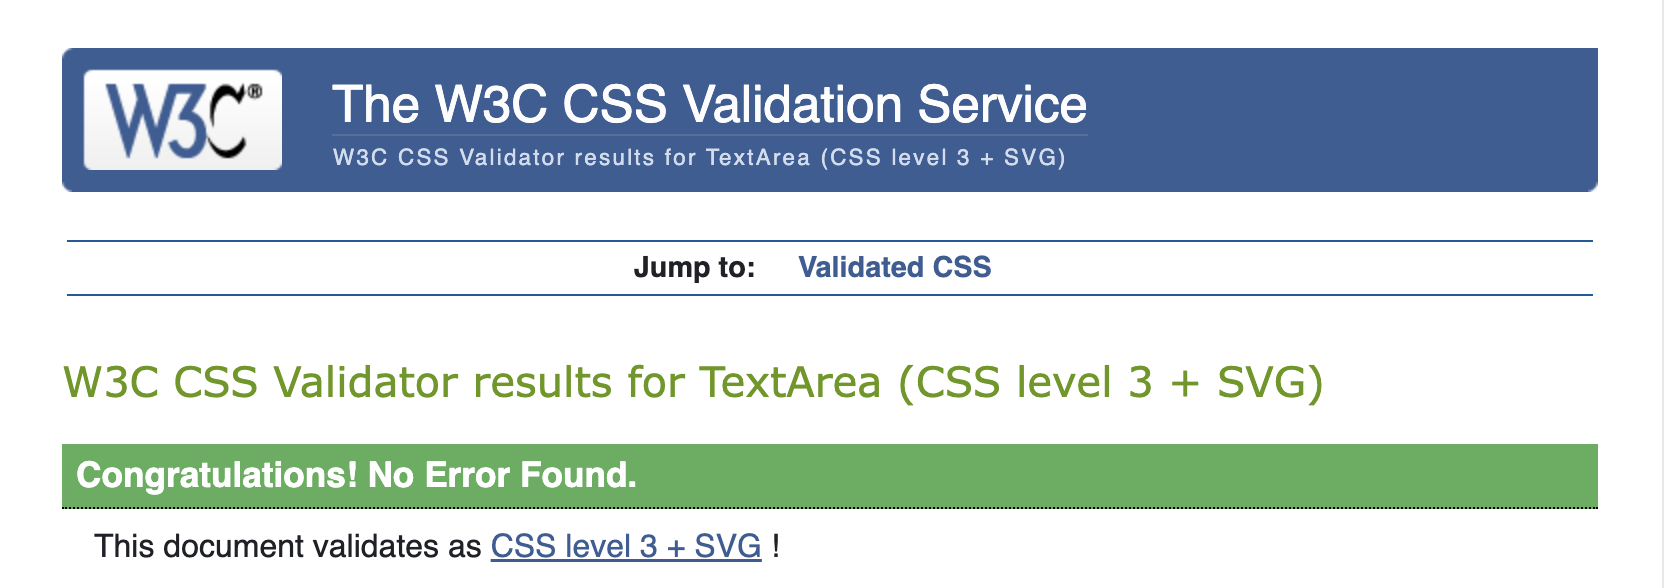 W3C®
The W3C CSS Validation Service
W3C CSS Validator results for TextArea (CSS level 3 + SVG)
Jump to: Validated CSS
W3C CSS Validator results for TextArea (CSS level 3 + SVG)
Congratulations! No Error Found.
This document validates as CSS level 3 + SVG !